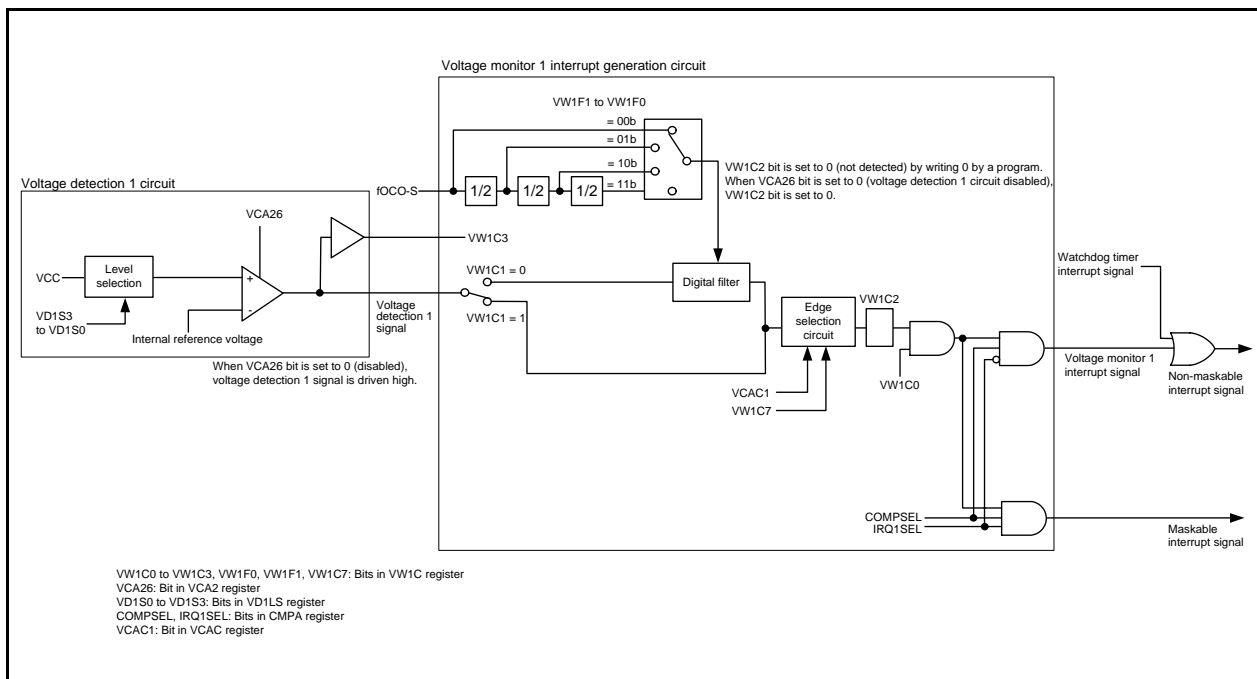 Voltage monitor 1 interrupt generation circuit
VW1F1 to VW1F0
= 00b
= 01b
= 10b
= 11b
fOCO-S
1/2
1/2
1/2
VW1C2 bit is set to 0 (not detected) by writing 0 by a program.
When VCA26 bit is set to 0 (voltage detection 1 circuit disabled),
VW1C2 bit is set to 0.
Voltage detection 1 circuit
VCA26
VCC
Level
selection
+
-
VD1S3
to VD1S0
Internal reference voltage
VW1C3
VW1C1 = 0
VW1C1 = 1
Voltage
detection 1
signal
When VCA26 bit is set to 0 (disabled),
voltage detection 1 signal is driven high.
Digital filter
Edge
selection
circuit
VW1C2
VCAC1
VW1C7
VW1C0
Watchdog timer
interrupt signal
Voltage monitor 1
interrupt signal
Non-maskable
interrupt signal
COMPSEL
IRQ1SEL
Maskable
interrupt signal
VW1C0 to VW1C3, VW1F0, VW1F1, VW1C7: Bits in VW1C register
VCA26: Bit in VCA2 register
VD1S0 to VD1S3: Bits in VD1LS register
COMPSEL, IRQ1SEL: Bits in CMPA register
VCAC1: Bit in VCAC register